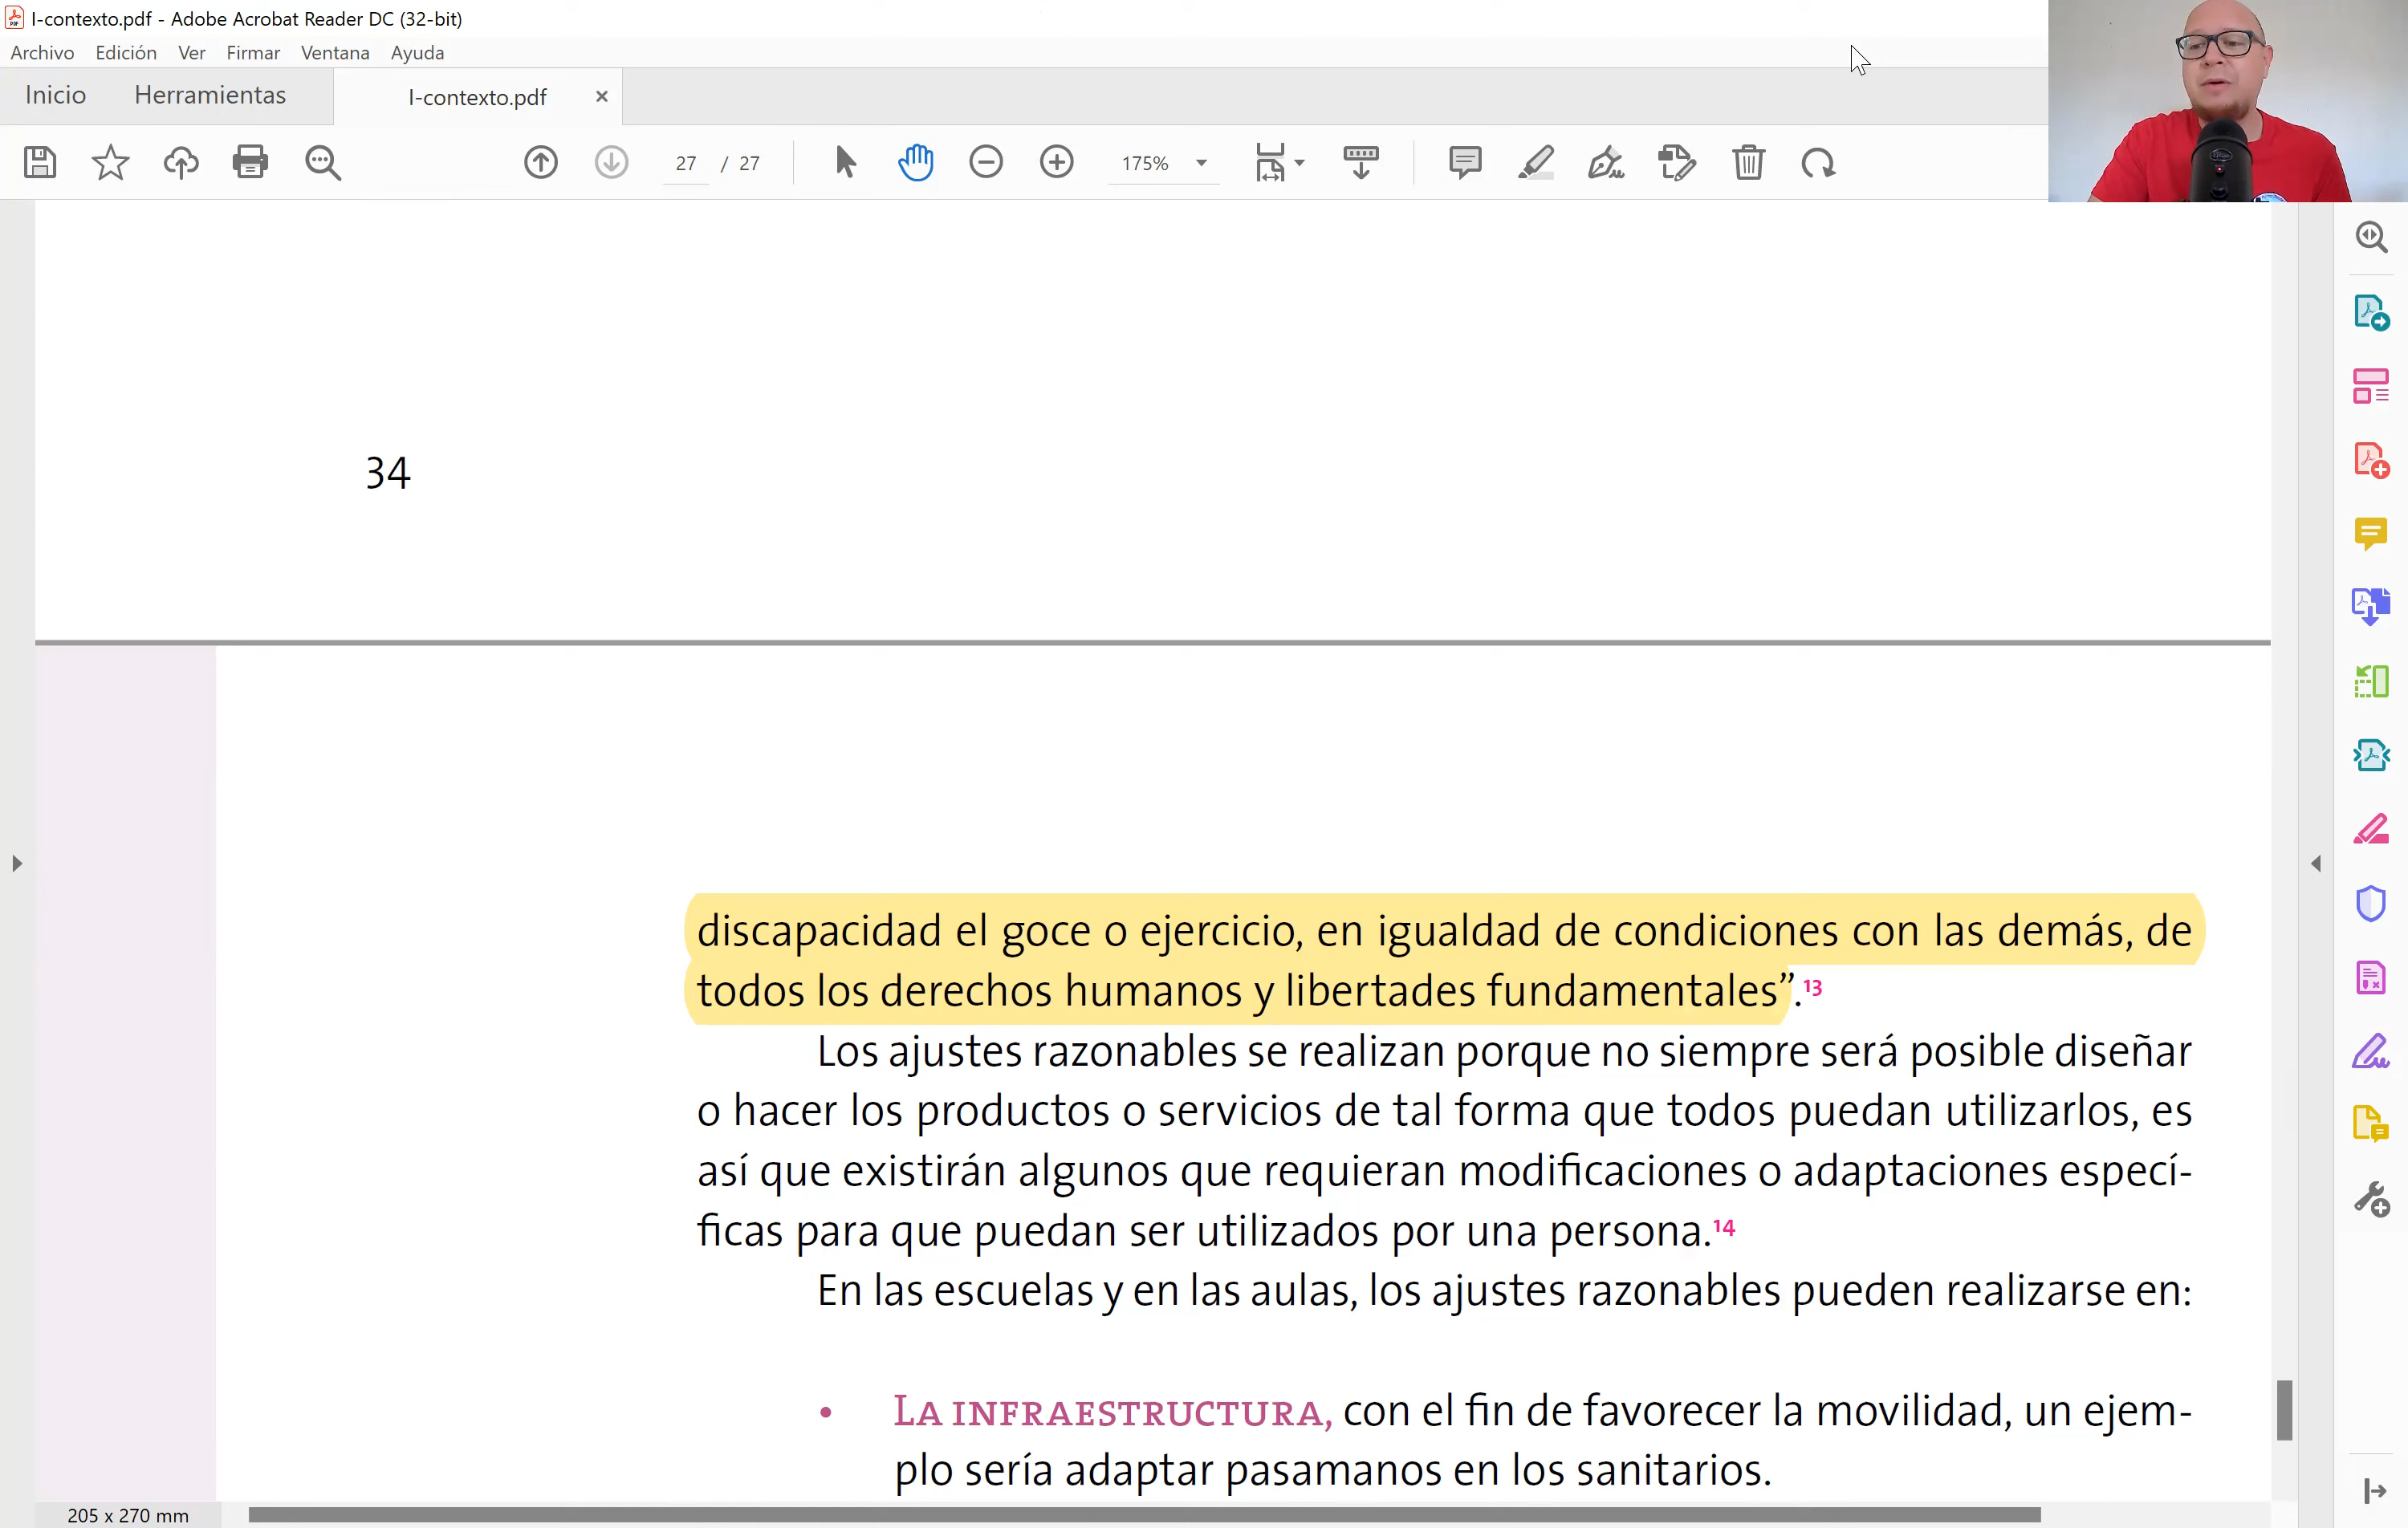 I-contexto.pdf - Adobe Acrobat Reader DC (32-bit)
Archivo Edición Ver Firmar Ventana Ayuda
Inicio Herramientas I-contexto.pdf ×
27 / 27 175%
34
discapacidad el goce o ejercicio, en igualdad de condiciones con las demás, de
todos los derechos humanos y libertades fundamentales”.¹³
Los ajustes razonables se realizan porque no siempre será posible diseñar
o hacer los productos o servicios de tal forma que todos puedan utilizarlos, es
así que existirán algunos que requieran modificaciones o adaptaciones especí-
ficas para que puedan ser utilizados por una persona.¹⁴
En las escuelas y en las aulas, los ajustes razonables pueden realizarse en:
• La infraestructura, con el fin de favorecer la movilidad, un ejem-
plo sería adaptar pasamanos en los sanitarios.
205 x 270 mm